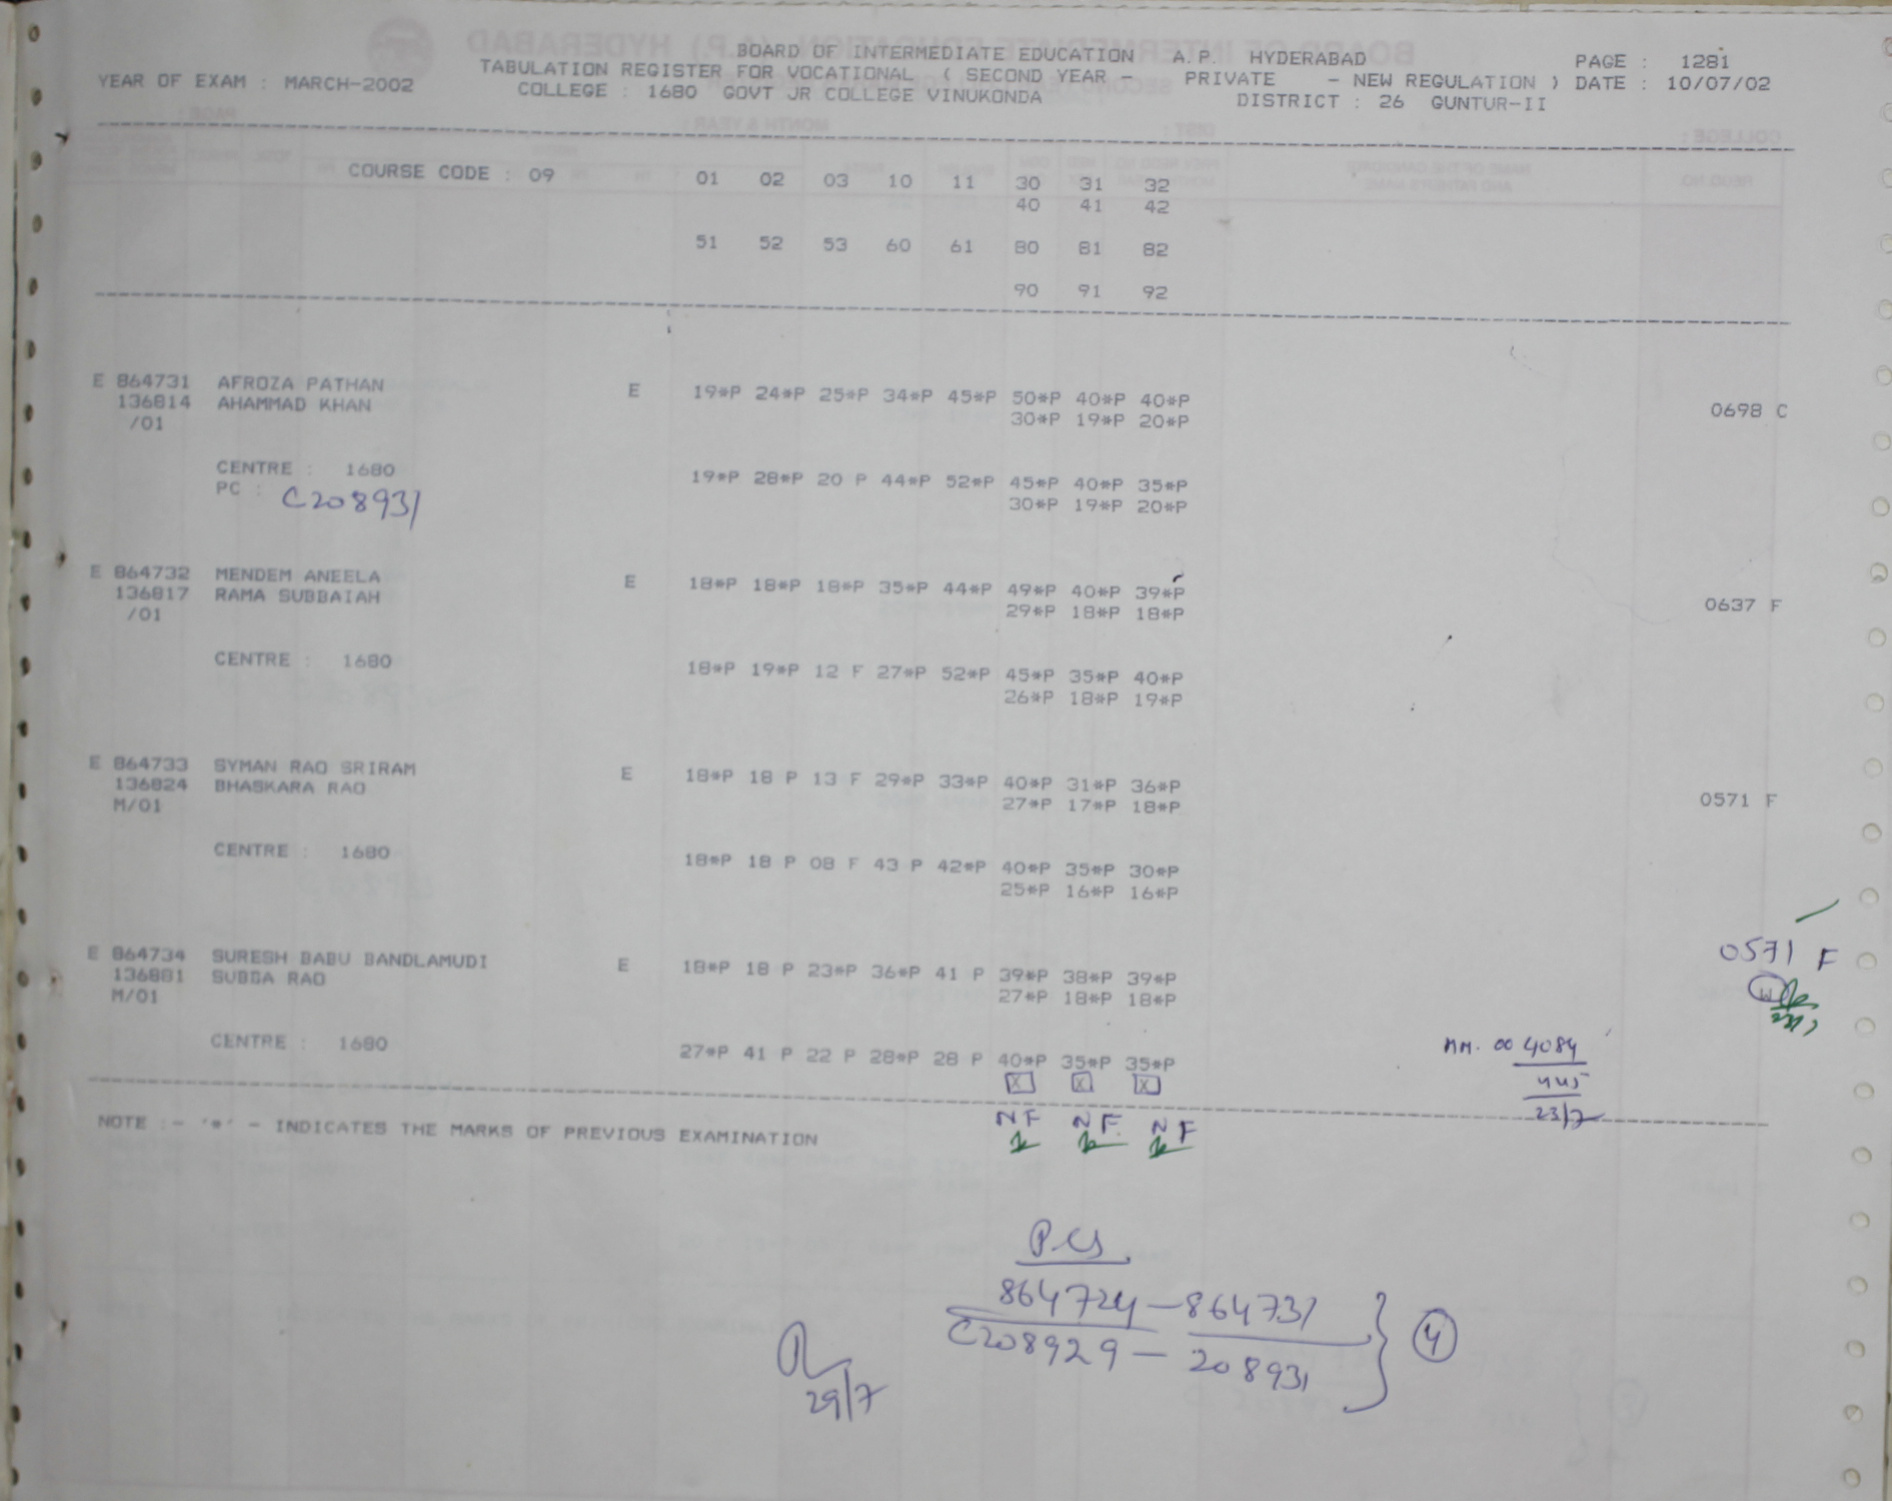 BOARD OF INTERMEDIATE EDUCATION A.P. HYDERABAD PAGE : 1281
YEAR OF EXAM : MARCH-2002 TABULATION REGISTER FOR VOCATIONAL ( SECOND YEAR - PRIVATE - NEW REGULATION ) DATE : 10/07/02
COLLEGE : 1680 GOVT JR COLLEGE VINUKONDA DISTRICT : 26 GUNTUR-II
COURSE CODE : 09 01 02 03 10 11 30 31 32
40 41 42
51 52 53 60 61 80 81 82
90 91 92
E 864731 AFROZA PATHAN E 19*P 24*P 25*P 34*P 45*P 50*P 40*P 40*P
136814 AHAMMAD KHAN 30*P 19*P 20*P 0698 C
/01
CENTRE : 1680 19*P 28*P 20 P 44*P 52*P 45*P 40*P 35*P
PC : C208931 30*P 19*P 20*P
E 864732 MENDEM ANEELA E 18*P 18*P 18*P 35*P 44*P 49*P 40*P 39*P
136817 RAMA SUBBAIAH 29*P 18*P 18*P 0637 F
/01
CENTRE : 1680 18*P 19*P 12 F 27*P 52*P 45*P 35*P 40*P
26*P 18*P 19*P
E 864733 SYMAN RAO SRIRAM E 18*P 18 P 13 F 29*P 33*P 40*P 31*P 36*P
136824 BHASKARA RAO 27*P 17*P 18*P 0571 F
M/01
CENTRE : 1680 18*P 18 P 08 F 43 P 42*P 40*P 35*P 30*P
25*P 16*P 16*P
E 864734 SURESH BABU BANDLAMUDI E 18*P 18 P 23*P 36*P 41 P 39*P 38*P 39*P 0571 F
136881 SUBBA RAO 27*P 18*P 18*P
M/01
CENTRE : 1680 27*P 41 P 22 P 28*P 28 P 40*P 35*P 35*P
X X X
MM. 00 4084
23/7
NF NF NF
NOTE :- '*' - INDICATES THE MARKS OF PREVIOUS EXAMINATION
P.Cs
864724 - 864731
C208929 - 208931
4
29/7